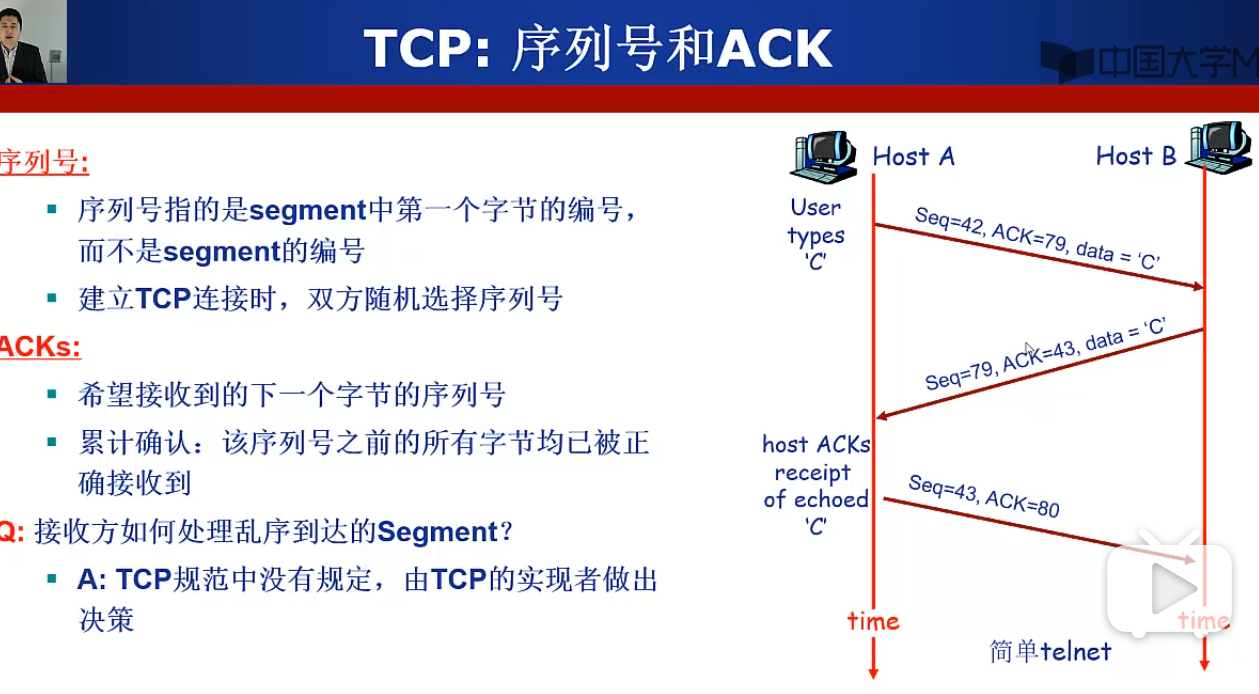 TCP: 序列号和ACK
中国大学M
序列号:
序列号指的是segment中第一个字节的编号，
而不是segment的编号
建立TCP连接时，双方随机选择序列号
ACKs:
希望接收到的下一个字节的序列号
累计确认：该序列号之前的所有字节均已被正
确接收到
Q: 接收方如何处理乱序到达的Segment？
A: TCP规范中没有规定，由TCP的实现者做出
决策
Host A
Host B
User
types
‘C’
Seq=42, ACK=79, data = ‘C’
Seq=79, ACK=43, data = ‘C’
host ACKs
receipt
of echoed
‘C’
Seq=43, ACK=80
time
time
简单telnet